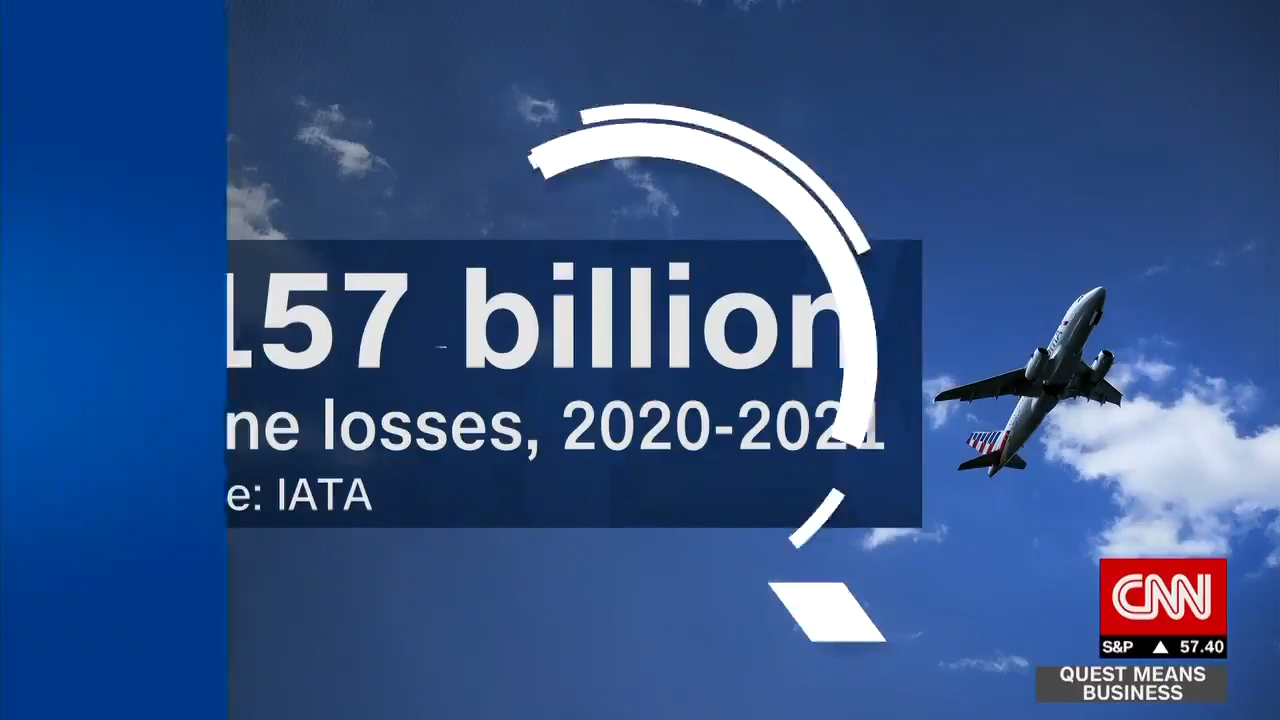 157 billion
ne losses, 2020-2021
e: IATA
CNN
S&P ▲ 57.40
QUEST MEANS
BUSINESS